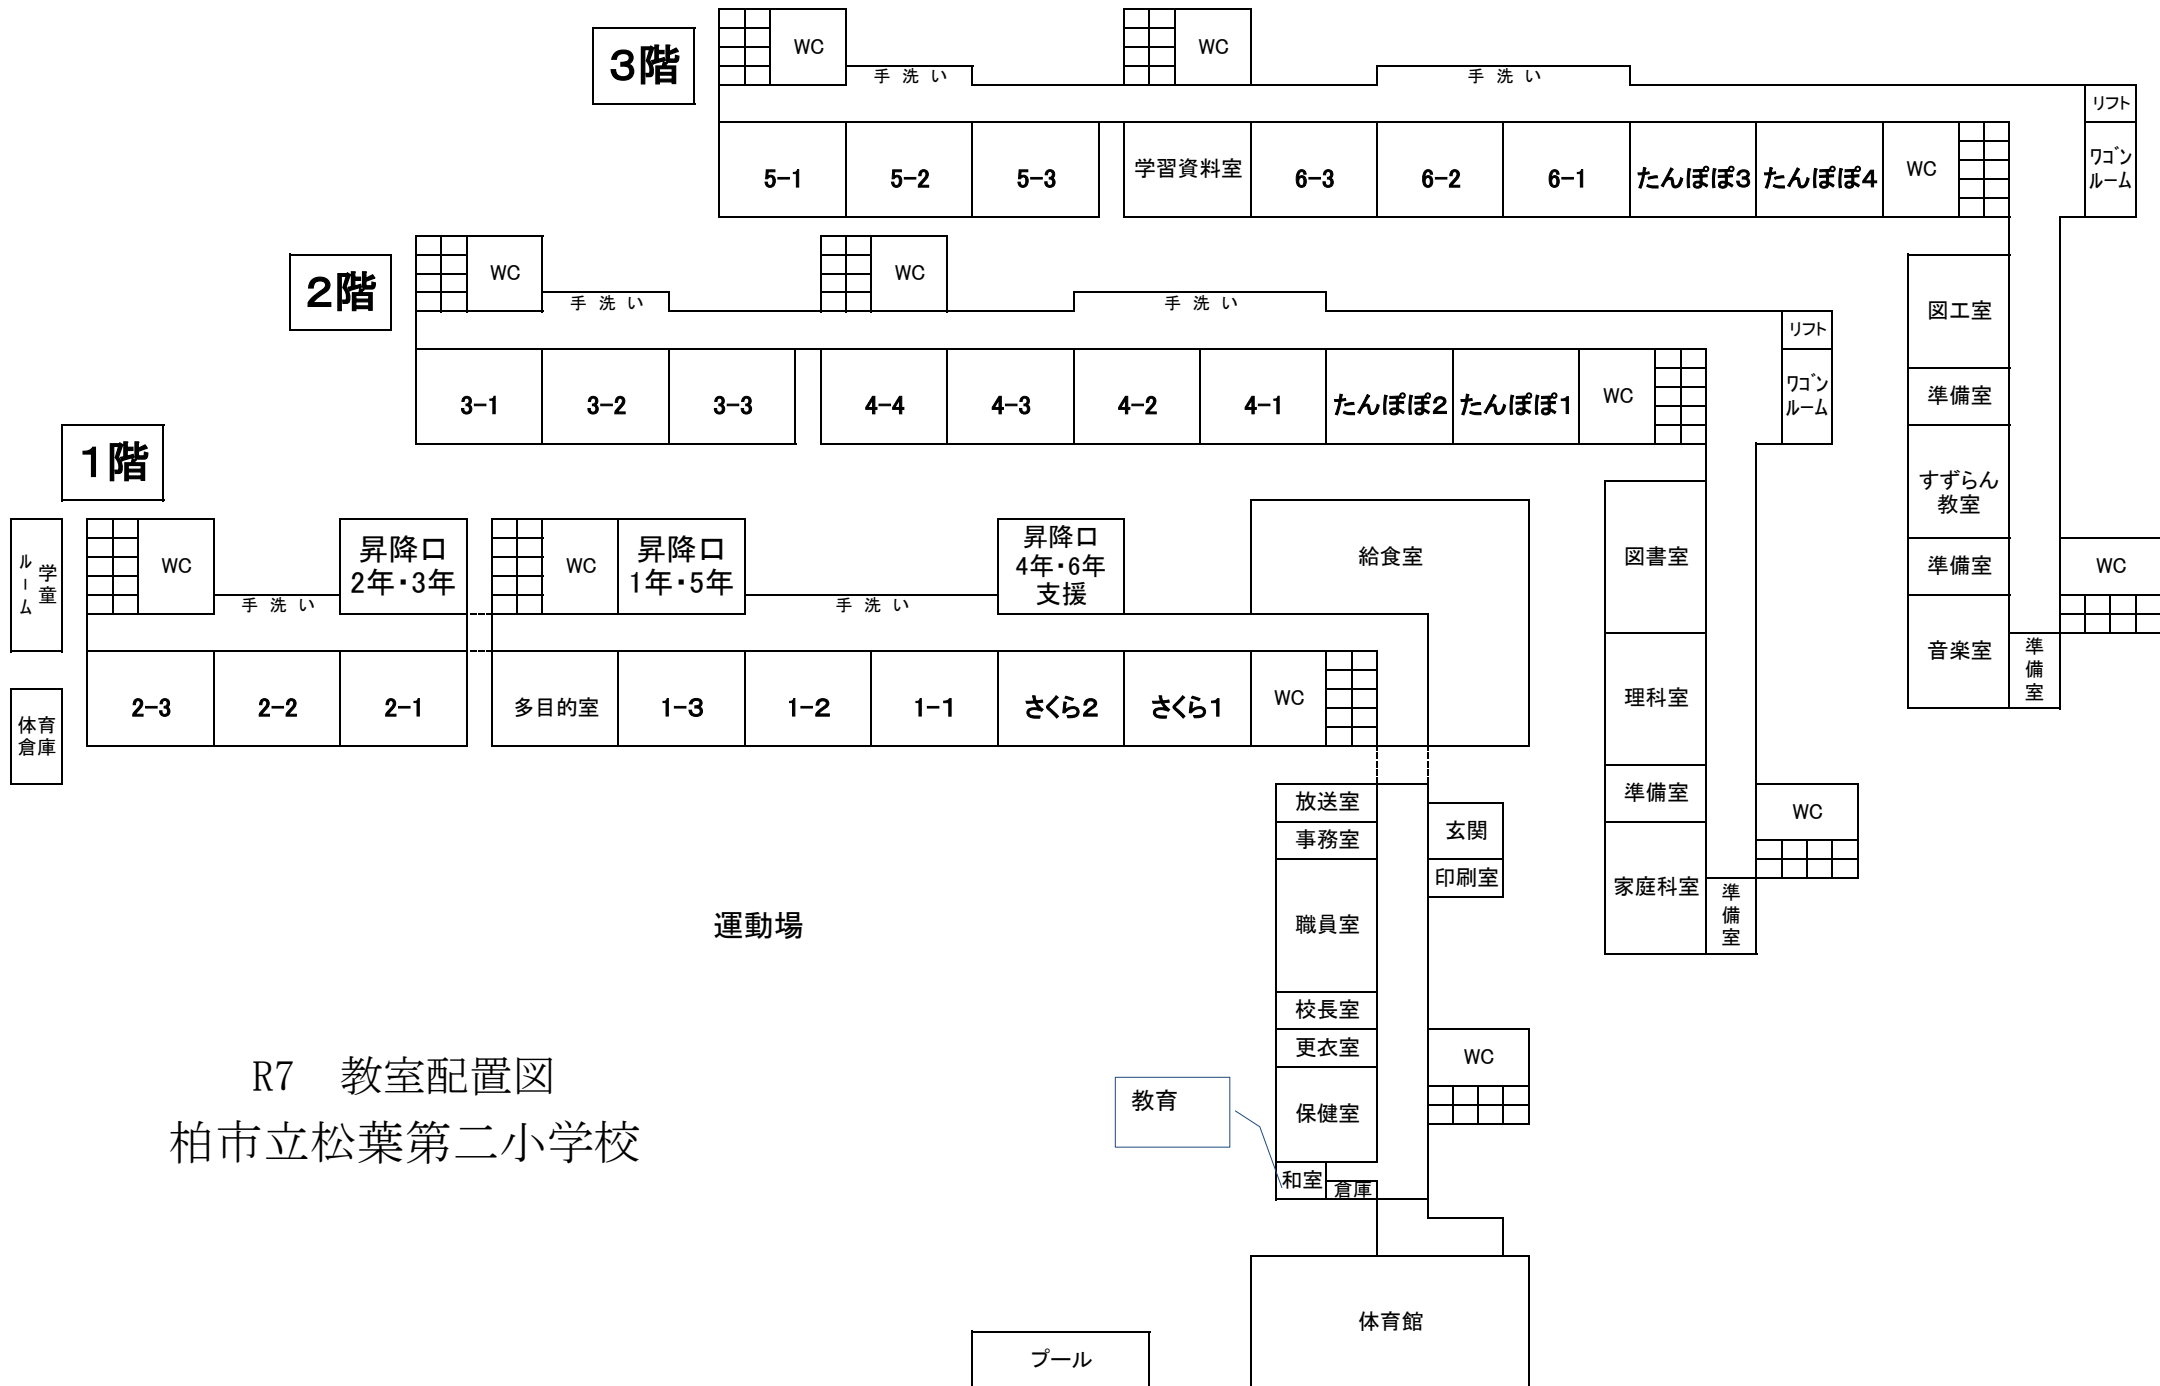 3階
WC
手洗い
WC
手洗い
リフト
5-1
5-2
5-3
学習資料室
6-3
6-2
6-1
たんぽぽ3
たんぽぽ4
WC
ワゴン
ルーム
図工室
準備室
すずらん
教室
準備室
WC
音楽室
準備室
2階
WC
手洗い
WC
手洗い
リフト
3-1
3-2
3-3
4-4
4-3
4-2
4-1
たんぽぽ2
たんぽぽ1
WC
ワゴン
ルーム
図書室
理科室
準備室
WC
家庭科室
準備室
1階
学童
ルーム
WC
手洗い
昇降口
2年・3年
WC
昇降口
1年・5年
手洗い
昇降口
4年・6年
支援
給食室
体育
倉庫
2-3
2-2
2-1
多目的室
1-3
1-2
1-1
さくら2
さくら1
WC
放送室
事務室
玄関
印刷室
職員室
運動場
校長室
更衣室
WC
保健室
教育
和室
倉庫
R7 教室配置図
柏市立松葉第二小学校
体育館
プール